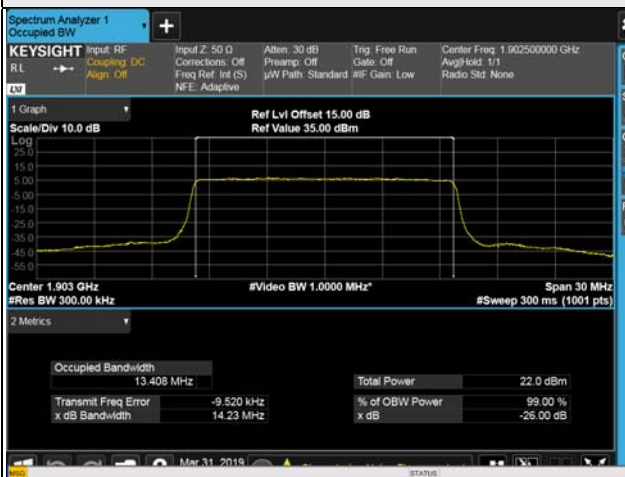 Spectrum Analyzer 1
Occupied BW
KEYSIGHT Input: RF Input Z: 50 Ω Atten: 30 dB Trig: Free Run Center Freq: 1.902500000 GHz
RL Coupling: DC Corrections: Off Preamp: Off Gate: Off Avg|Hold: 1/1
Align: Off Freq Ref: Int (S) µW Path: Standard #IF Gain: Low Radio Std: None
LXI NFE: Adaptive
1 Graph
Ref Lvl Offset 15.00 dB
Scale/Div 10.0 dB Ref Value 35.00 dBm
Log
25.0
15.0
5.00
-5.00
-15.0
-25.0
-35.0
-45.0
-55.0
Center 1.903 GHz #Video BW 1.0000 MHz* Span 30 MHz
#Res BW 300.00 kHz #Sweep 300 ms (1001 pts)
2 Metrics
Occupied Bandwidth
13.408 MHz Total Power 22.0 dBm
Transmit Freq Error -9.520 kHz % of OBW Power 99.00 %
x dB Bandwidth 14.23 MHz x dB -26.00 dB
Mar 31, 2019
MSG STATUS